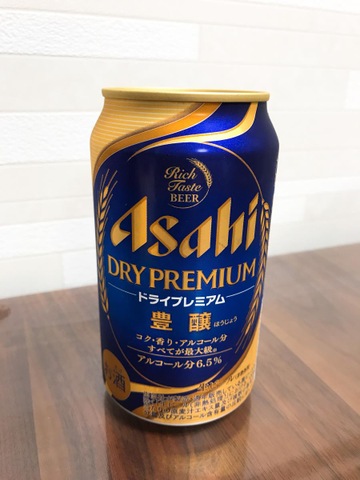 Rich
Taste
BEER
Asahi
DRY PREMIUM
ドライプレミアム
豊醸 ほうじょう
コク・香り・アルコール分
すべてが最大級。
アルコール分6.5%
お酒